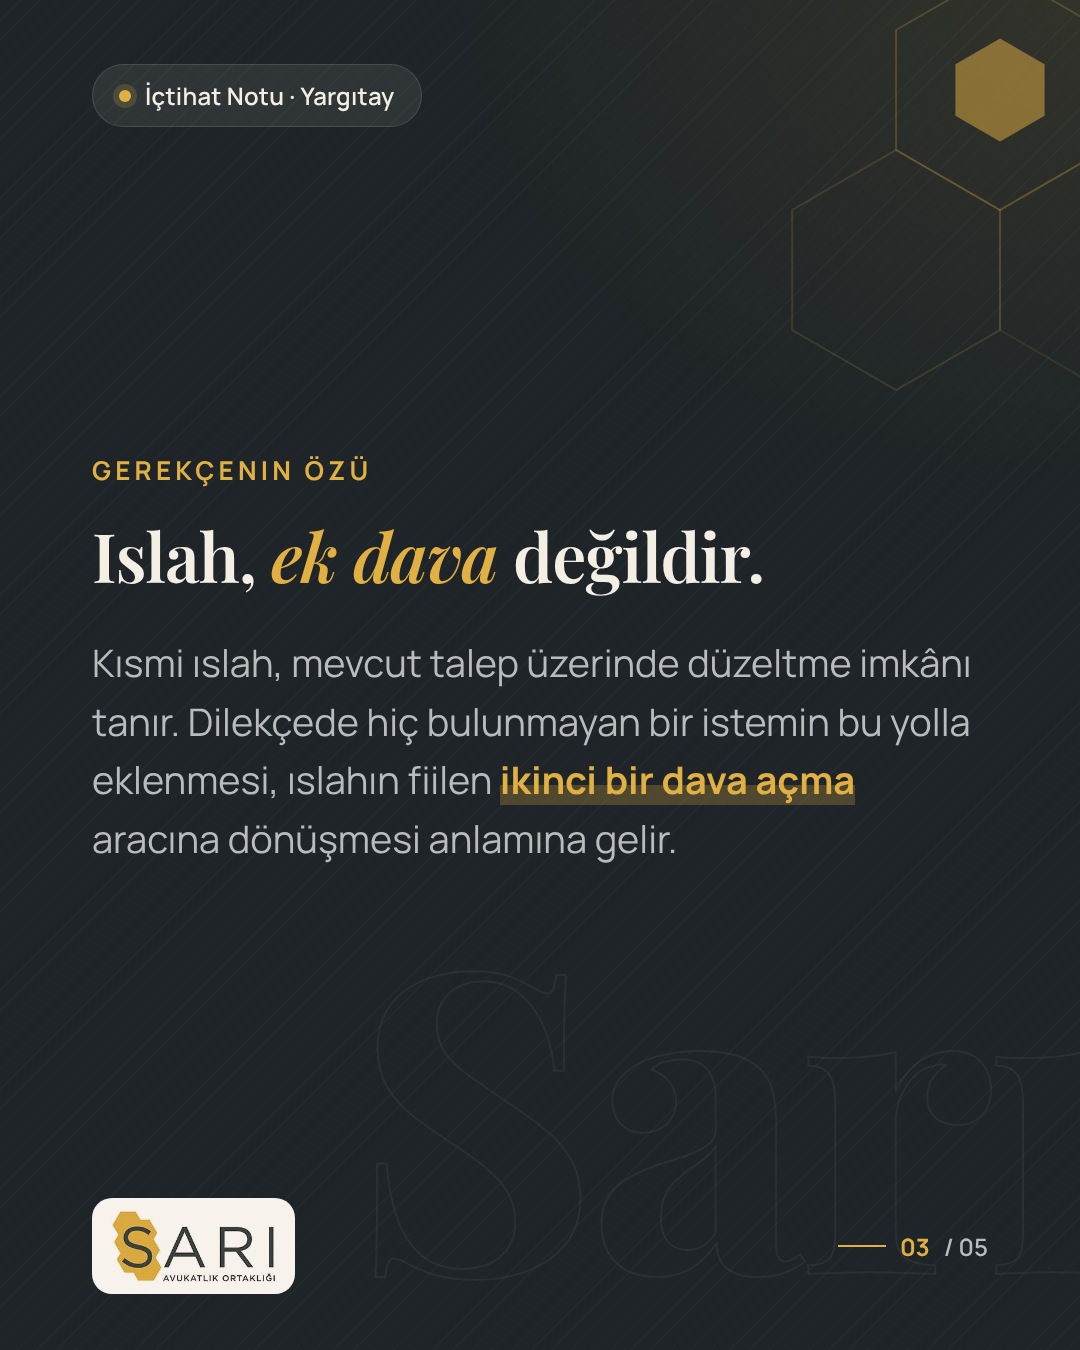 İçtihat Notu · Yargıtay
GEREKÇENIN ÖZÜ
Islah, ek dava değildir.
Kısmi ıslah, mevcut talep üzerinde düzeltme imkânı
tanır. Dilekçede hiç bulunmayan bir istemin bu yolla
eklenmesi, ıslahın fiilen ikinci bir dava açma
aracına dönüşmesi anlamına gelir.
Sarı
SARI
AVUKATLIK ORTAKLIĞI
03 / 05